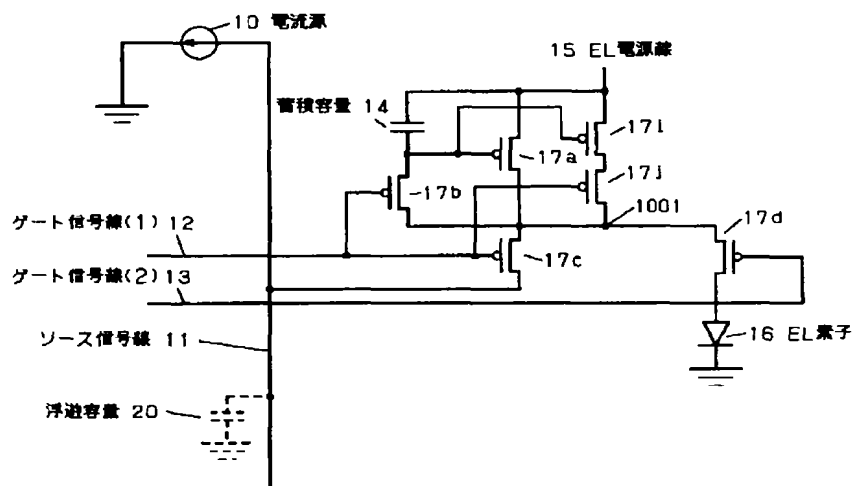 10 電流源
15 EL電源線
蓄積容量 14
17i
17a
17j
17b
1001
17d
ゲート信号線(1) 12
17c
ゲート信号線(2) 13
ソース信号線 11
16 EL素子
浮遊容量 20